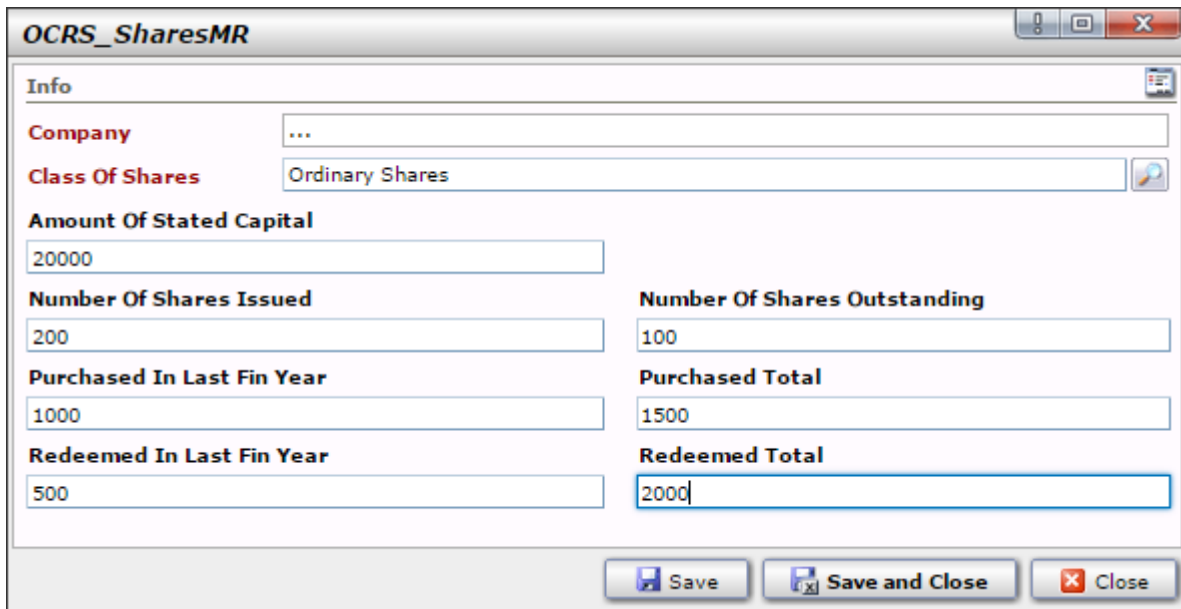 OCRS_SharesMR
Info
Company ...
Class Of Shares Ordinary Shares
Amount Of Stated Capital
20000
Number Of Shares Issued Number Of Shares Outstanding
200 100
Purchased In Last Fin Year Purchased Total
1000 1500
Redeemed In Last Fin Year Redeemed Total
500 2000
Save Save and Close Close